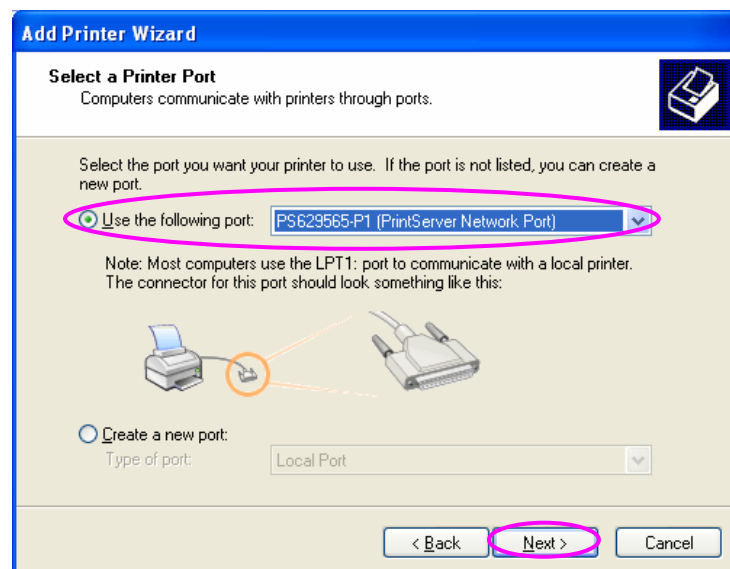 Add Printer Wizard
Select a Printer Port
Computers communicate with printers through ports.
Select the port you want your printer to use. If the port is not listed, you can create a
new port.
Use the following port: PS629565-P1 (PrintServer Network Port)
Note: Most computers use the LPT1: port to communicate with a local printer.
The connector for this port should look something like this:
Create a new port:
Type of port: Local Port
< Back Next > Cancel